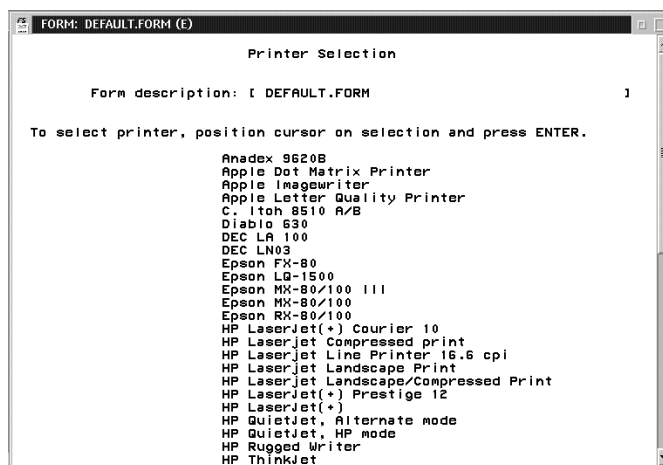 FORM: DEFAULT.FORM (E)
Printer Selection
Form description: [ DEFAULT.FORM ]
To select printer, position cursor on selection and press ENTER.
Anadex 9620B
Apple Dot Matrix Printer
Apple Imagewriter
Apple Letter Quality Printer
C. Itoh 8510 A/B
Diablo 630
DEC LA 100
DEC LN03
Epson FX-80
Epson LQ-1500
Epson MX-80/100 III
Epson MX-80/100
Epson RX-80/100
HP LaserJet(+) Courier 10
HP Laserjet Compressed print
HP Laserjet Line Printer 16.6 cpi
HP Laserjet Landscape Print
HP Laserjet Landscape/Compressed Print
HP LaserJet(+) Prestige 12
HP LaserJet(+)
HP QuietJet, Alternate mode
HP QuietJet, HP mode
HP Rugged Writer
HP ThinkJet